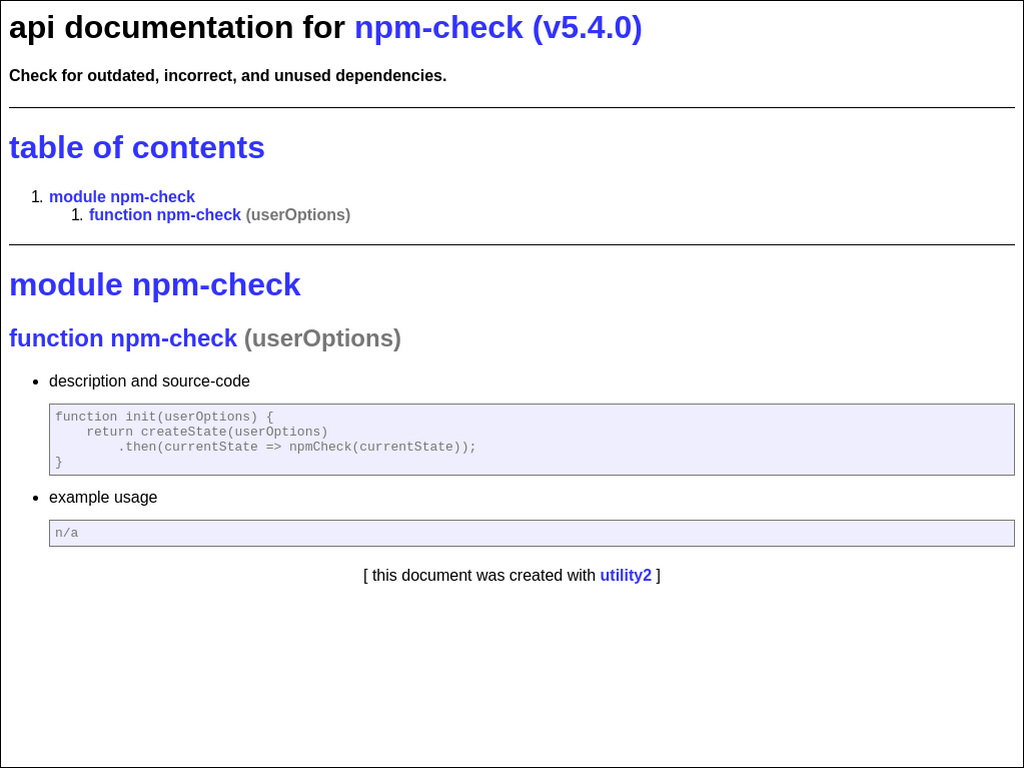 api documentation for npm-check (v5.4.0)
Check for outdated, incorrect, and unused dependencies.
table of contents
1. module npm-check
1. function npm-check (userOptions)
module npm-check
function npm-check (userOptions)
• description and source-code
function init(userOptions) {
    return createState(userOptions)
        .then(currentState => npmCheck(currentState));
}
• example usage
n/a
[ this document was created with utility2 ]